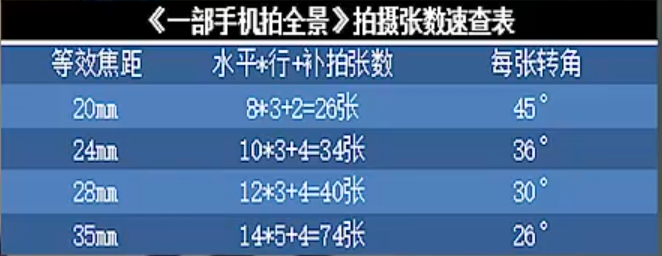 《一部手机拍全景》拍摄张数速查表
等效焦距 水平*行+补拍张数 每张转角
20mm 8*3+2=26张 45°
24mm 10*3+4=34张 36°
28mm 12*3+4=40张 30°
35mm 14*5+4=74张 26°